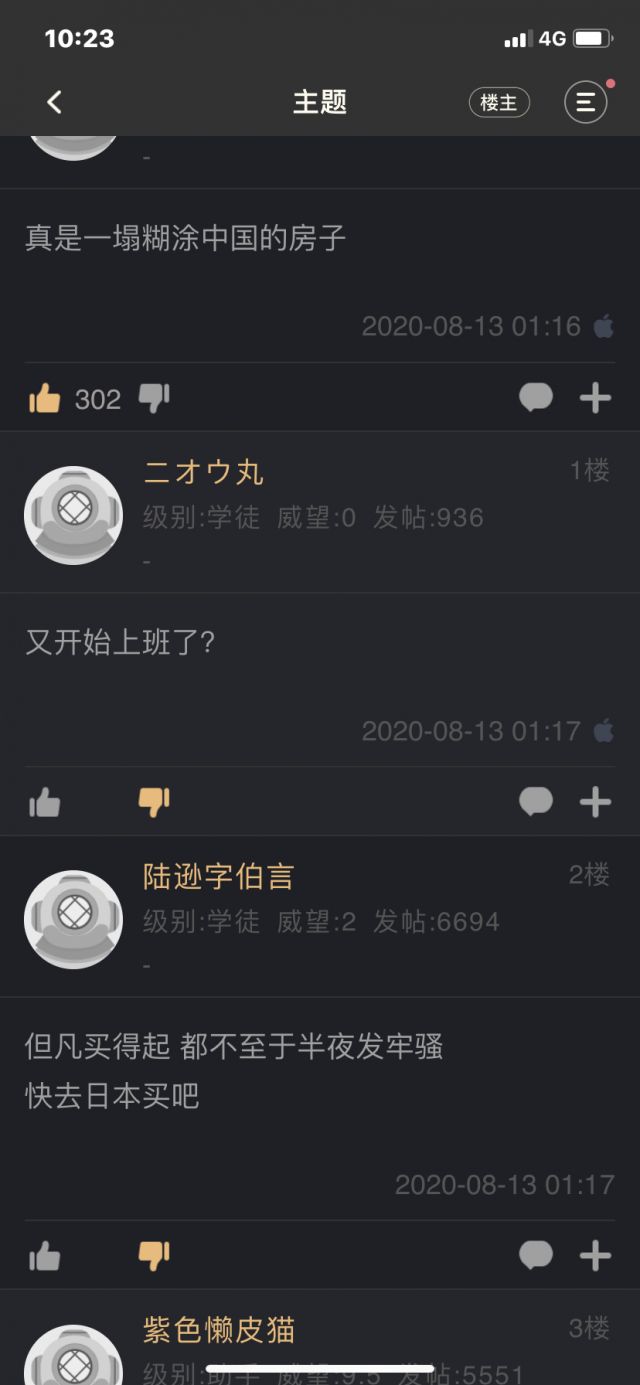 10:23
4G
主题
楼主
-
真是一塌糊涂中国的房子
2020-08-13 01:16
302
二オウ丸
1楼
级别:学徒 威望:0 发帖:936
-
又开始上班了?
2020-08-13 01:17
陆逊字伯言
2楼
级别:学徒 威望:2 发帖:6694
-
但凡买得起 都不至于半夜发牢骚
快去日本买吧
2020-08-13 01:17
紫色懒皮猫
3楼
级别:助手 威望:9.5 发帖:5551